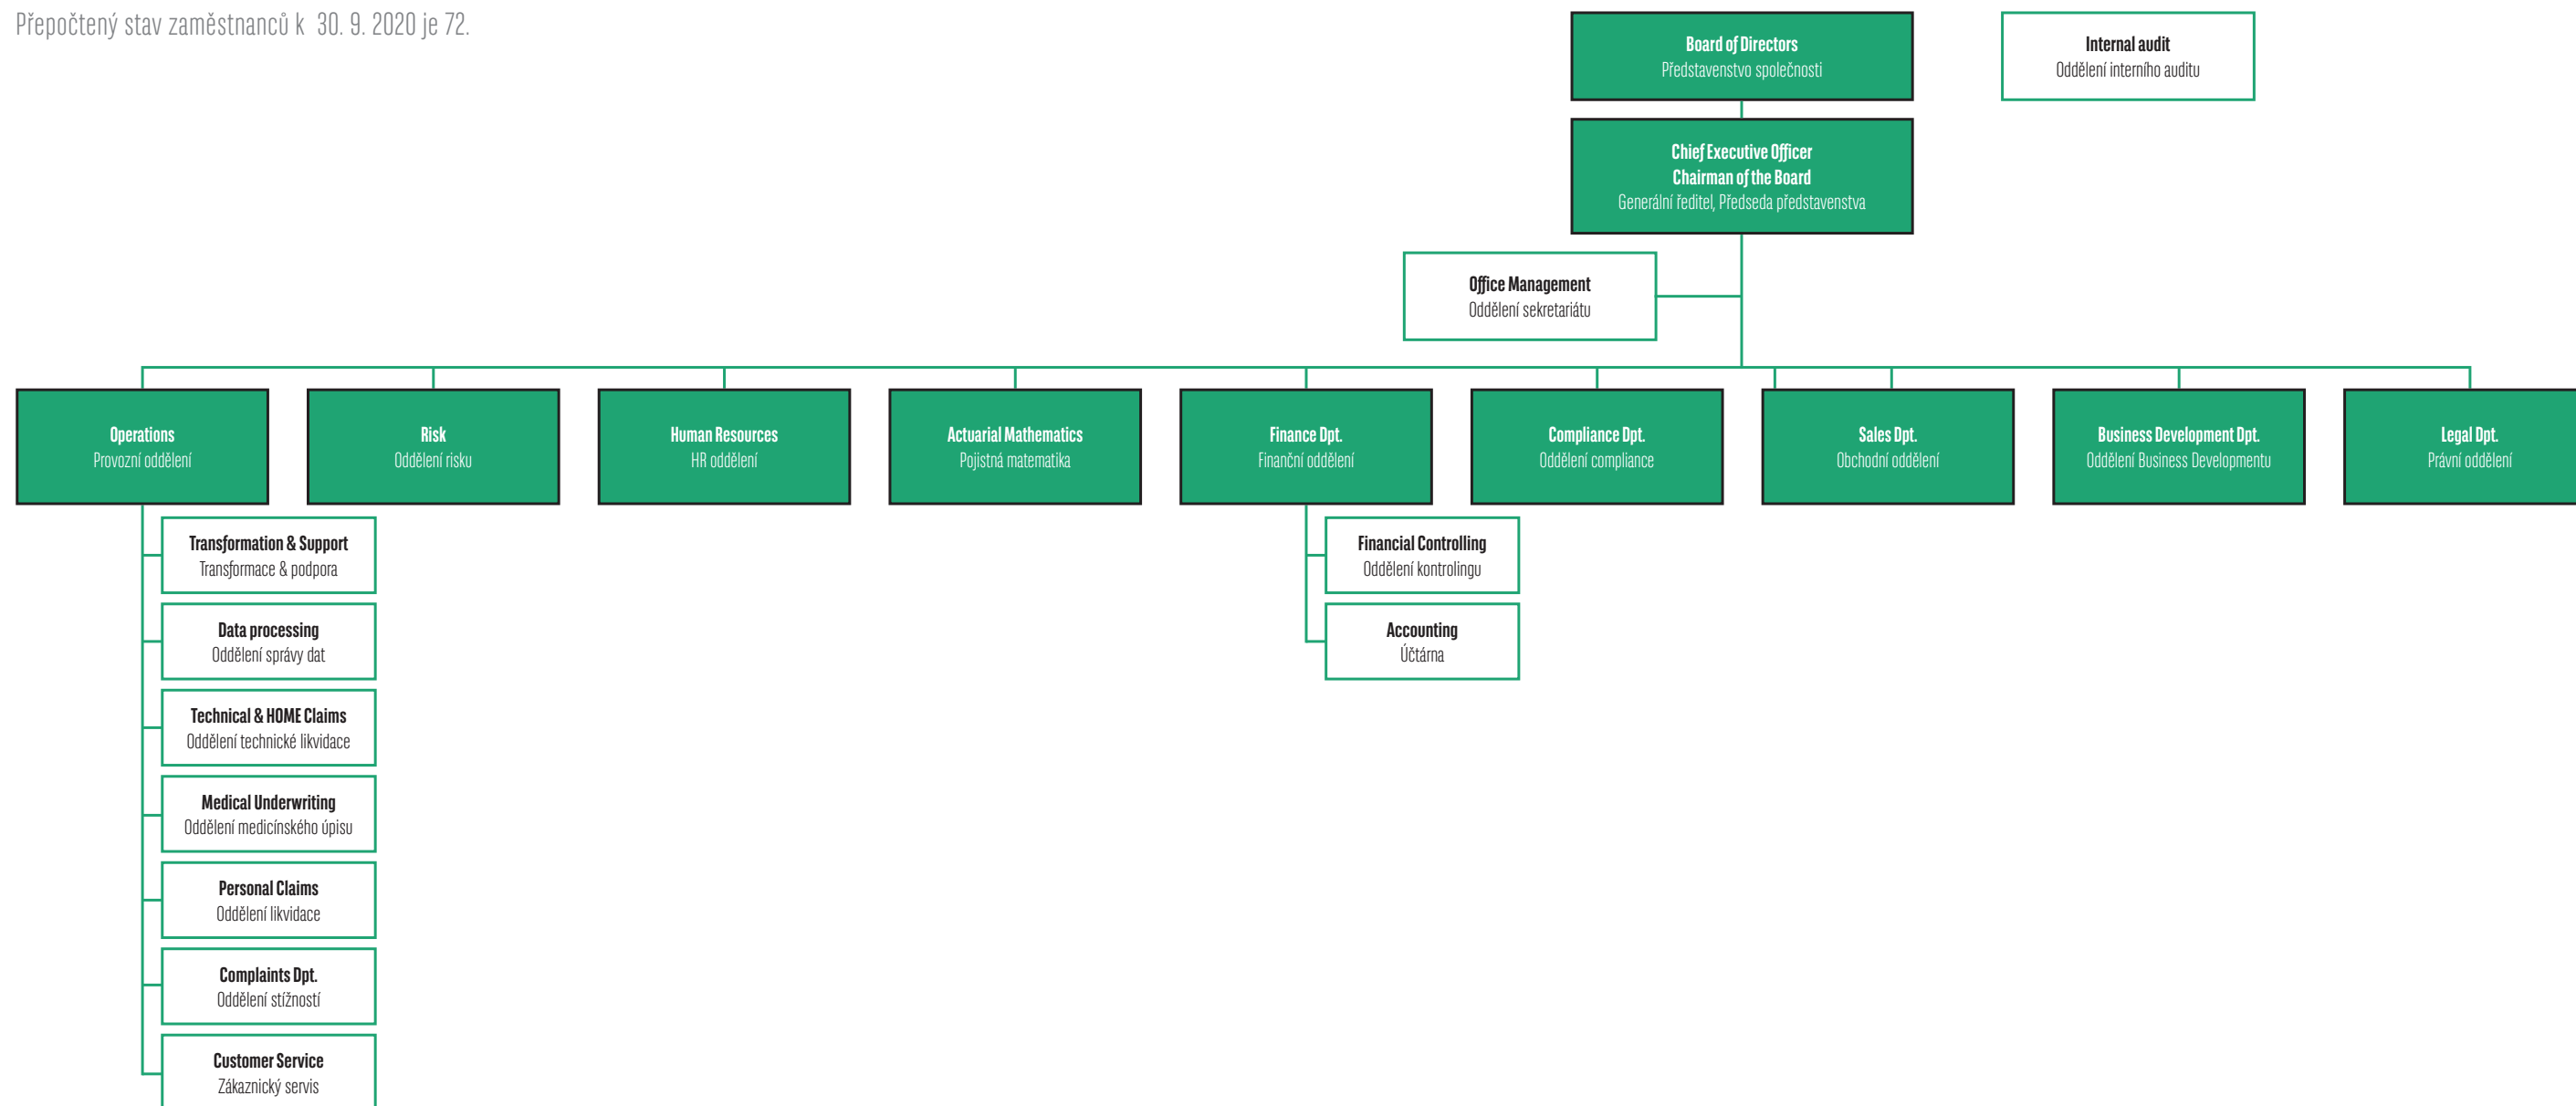 Přepočtený stav zaměstnanců k 30. 9. 2020 je 72.
Board of Directors
Představenstvo společnosti
Internal audit
Oddělení interního auditu
Chief Executive Officer
Chairman of the Board
Generální ředitel, Předseda představenstva
Office Management
Oddělení sekretariátu
Operations
Provozní oddělení
Risk
Oddělení risku
Human Resources
HR oddělení
Actuarial Mathematics
Pojistná matematika
Finance Dpt.
Finanční oddělení
Compliance Dpt.
Oddělení compliance
Sales Dpt.
Obchodní oddělení
Business Development Dpt.
Oddělení Business Developmentu
Legal Dpt.
Právní oddělení
Transformation & Support
Transformace & podpora
Data processing
Oddělení správy dat
Technical & HOME Claims
Oddělení technické likvidace
Medical Underwriting
Oddělení medicínského úpisu
Personal Claims
Oddělení likvidace
Complaints Dpt.
Oddělení stížností
Customer Service
Zákaznický servis
Financial Controlling
Oddělení kontrolingu
Accounting
Účtárna